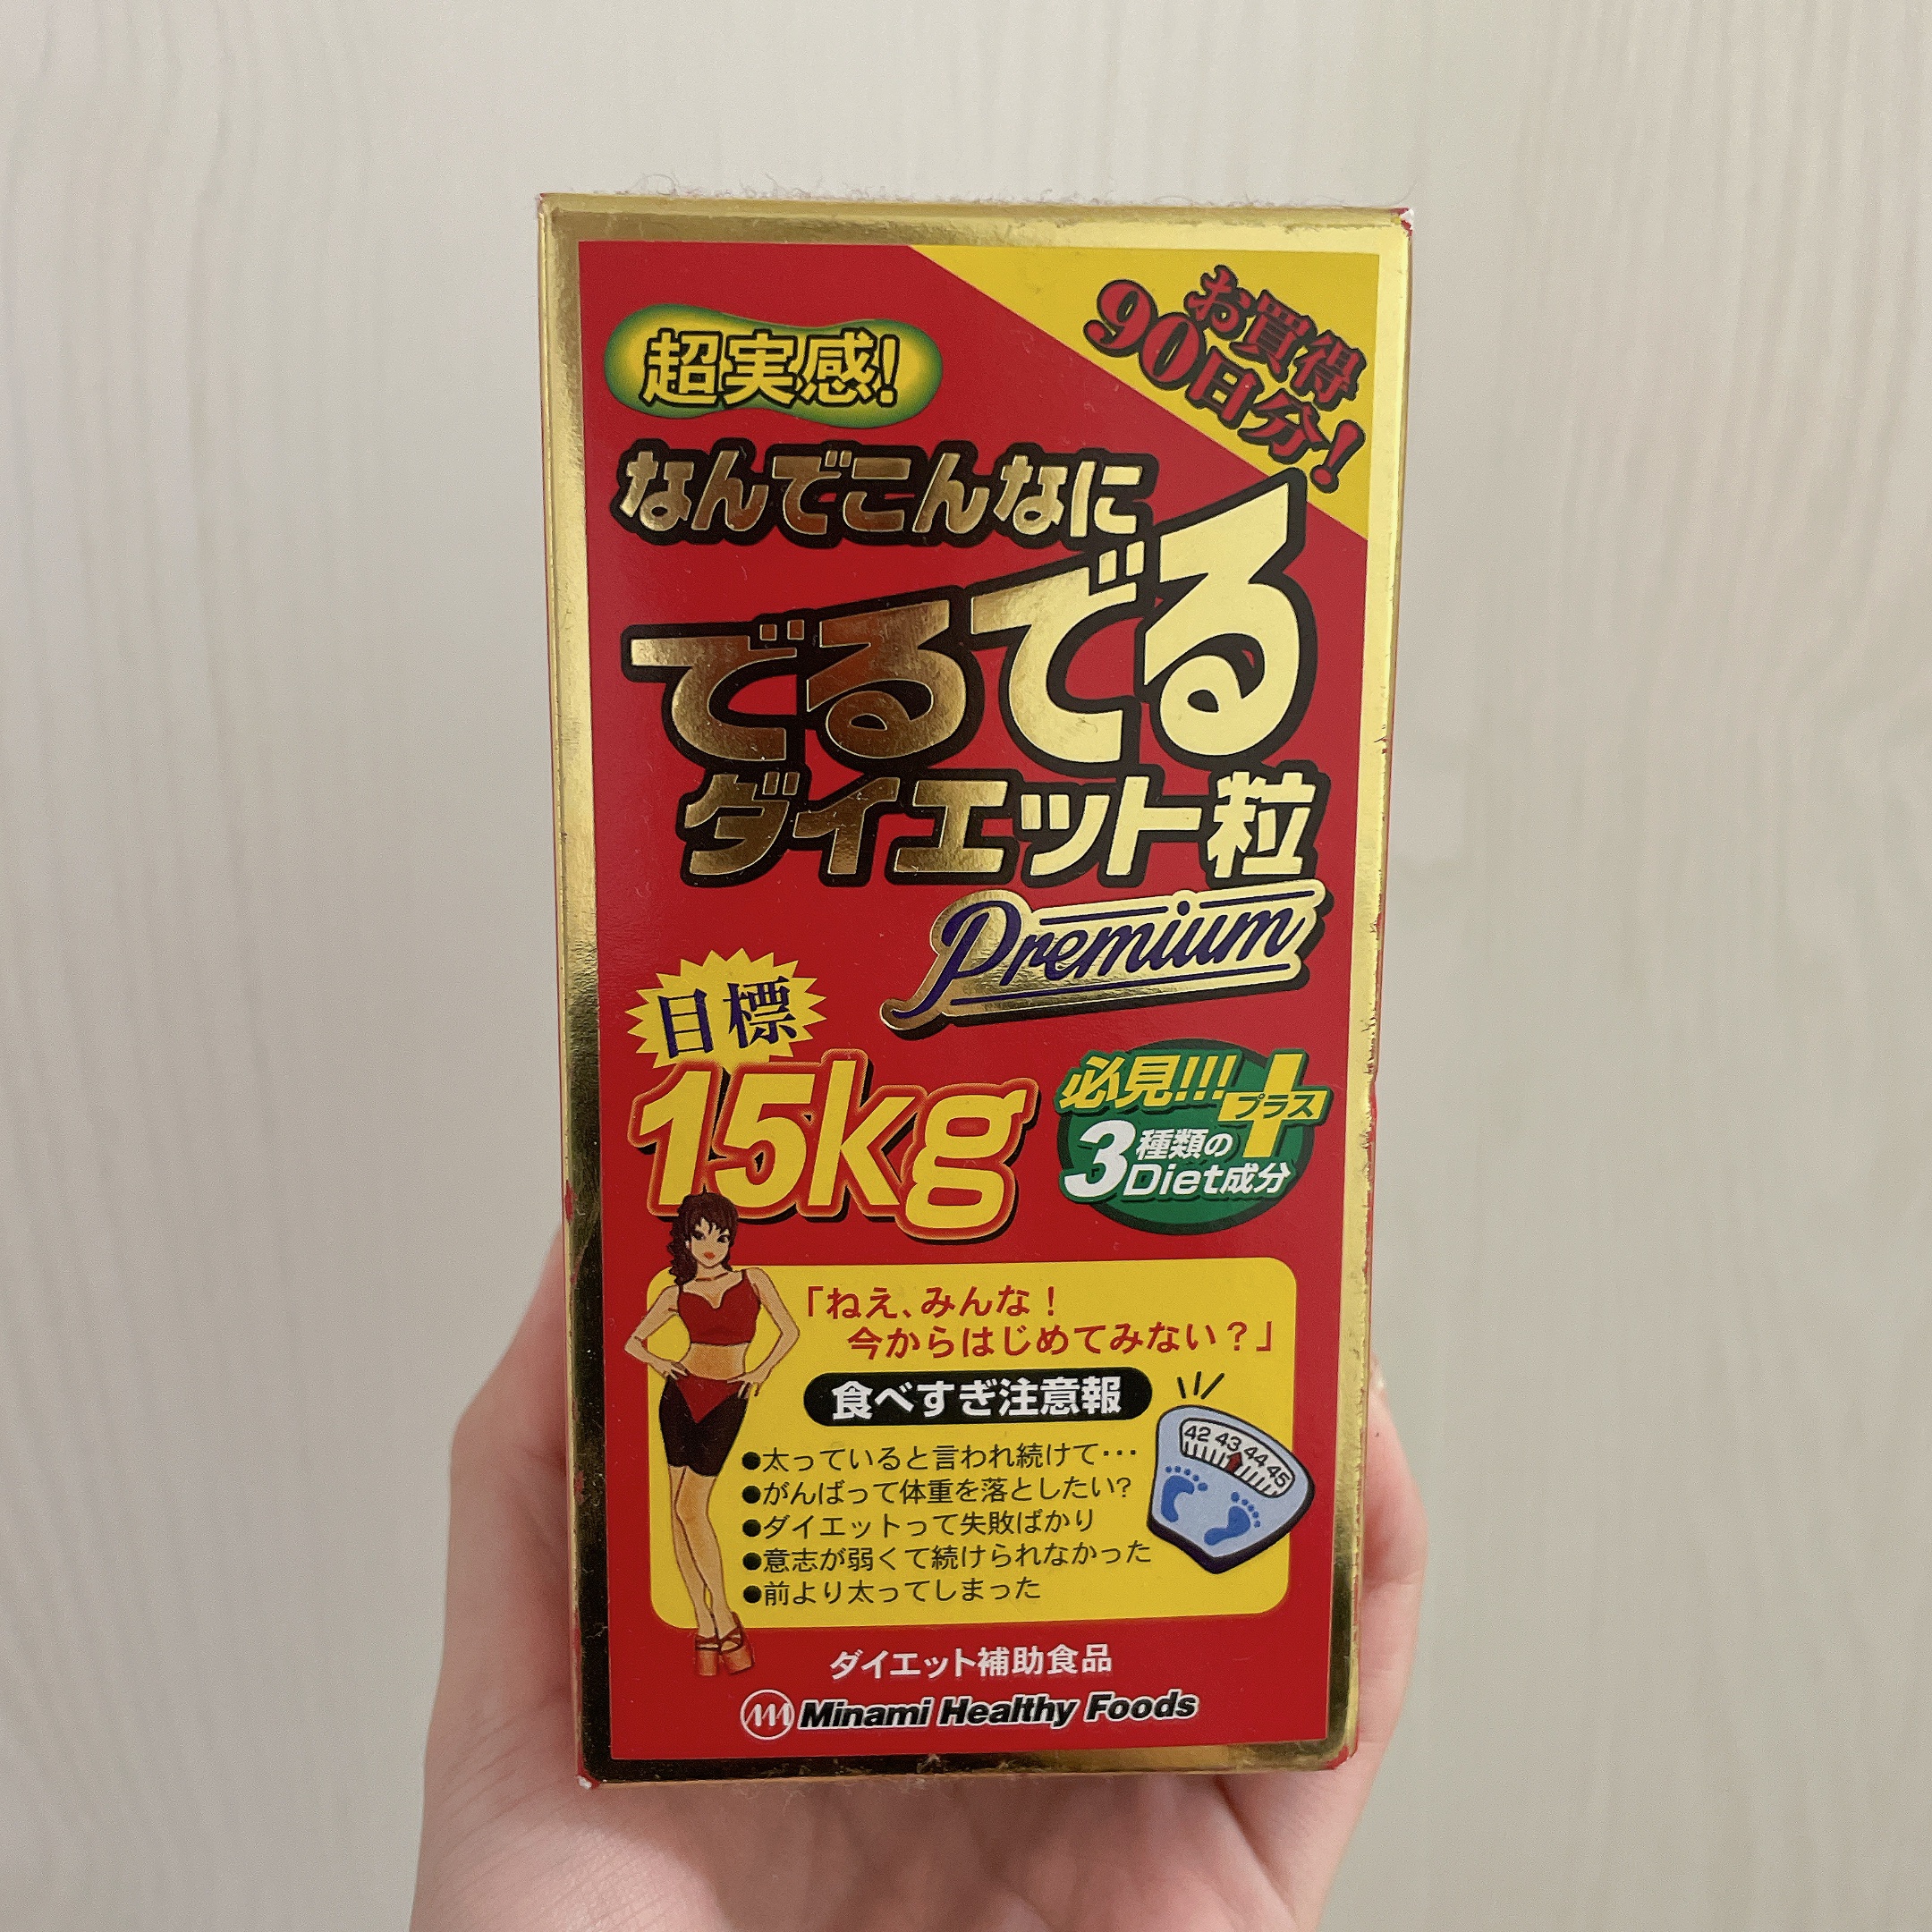 お買得
90日分!
超実感!
なんでこんなに
でるでる
ダイエット粒
Premium
目標
15kg
必見!!!
プラス
3種類の
Diet成分
「ねえ、みんな!
今からはじめてみない?」
食べすぎ注意報
42 43 44 45
●太っていると言われ続けて･･･
●がんばって体重を落としたい?
●ダイエットって失敗ばかり
●意志が弱くて続けられなかった
●前より太ってしまった
ダイエット補助食品
Minami Healthy Foods